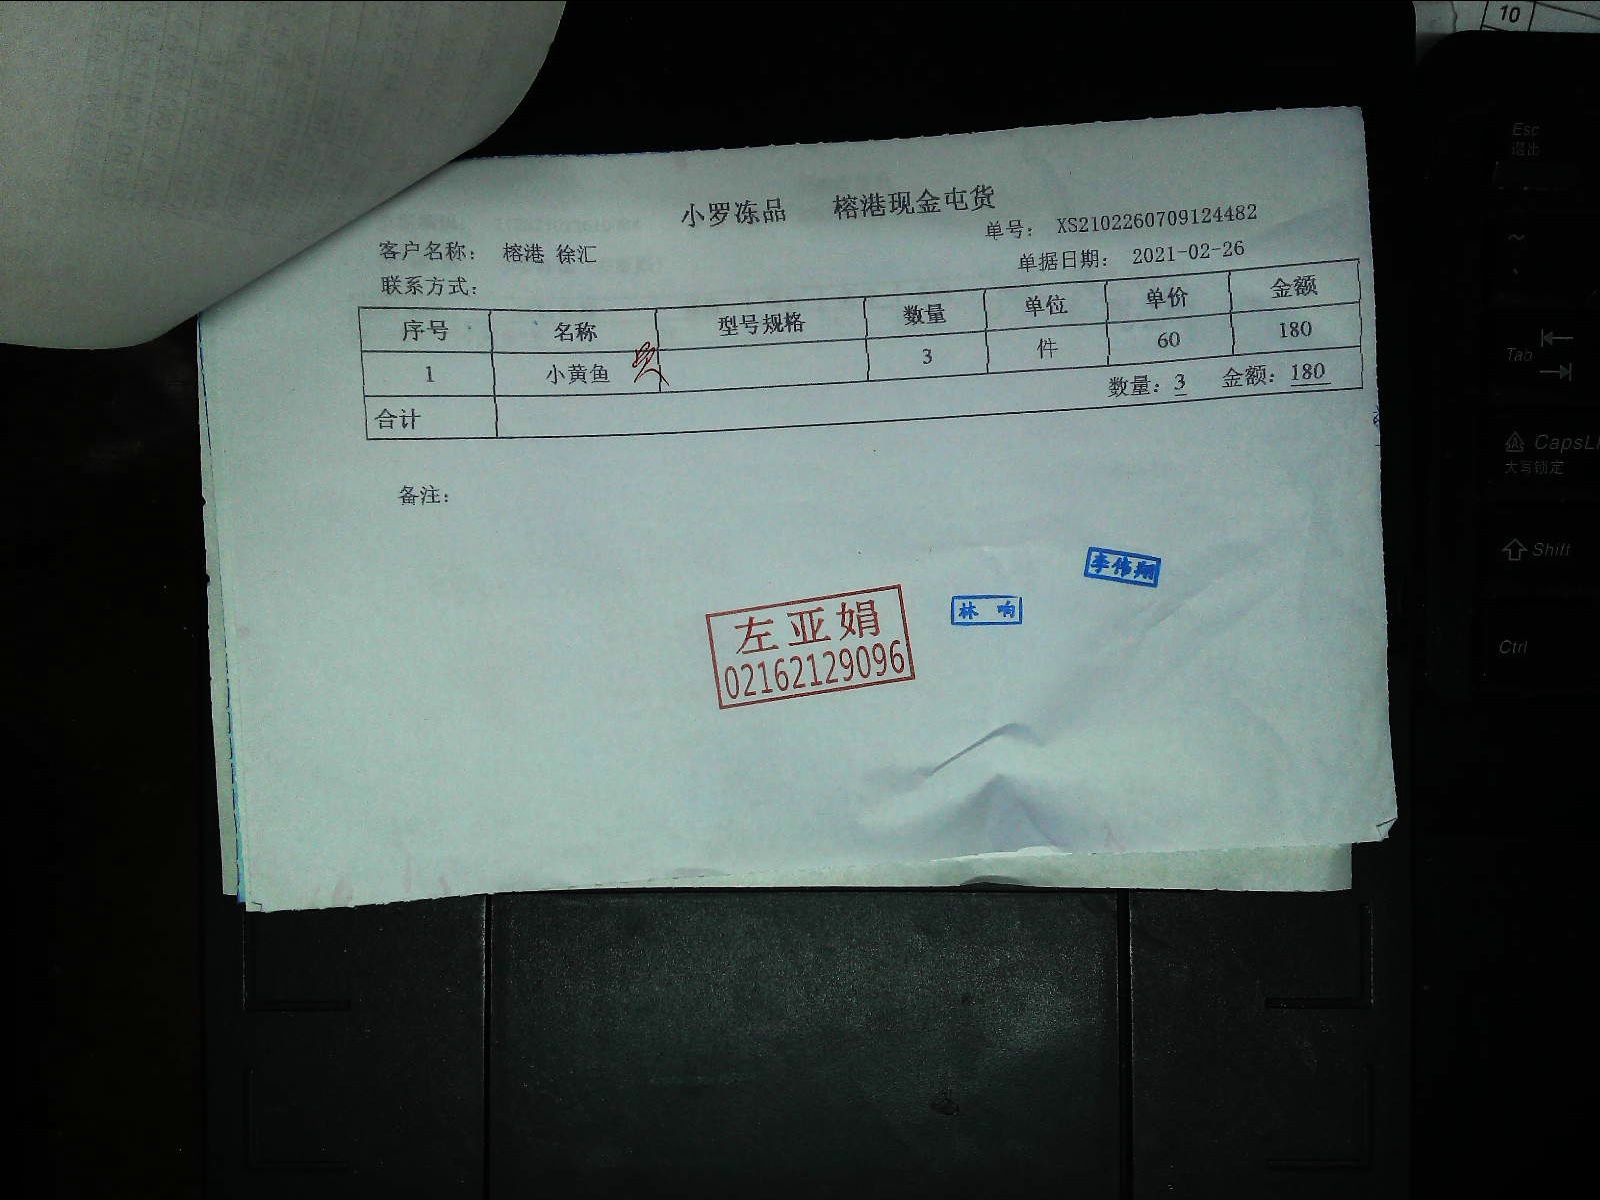 10
小罗冻品 榕港现金屯货
单号： XS2102260709124482
客户名称： 榕港 徐汇
单据日期： 2021-02-26
联系方式：
序号 名称 型号规格 数量 单位 单价 金额
1 小黄鱼 3 件 60 180
合计 数量：3 金额：180
备注：
李伟翔
林 响
左亚娟
02162129096
Esc
退出
~
Tab
CapsL
大写锁定
Shift
Ctrl